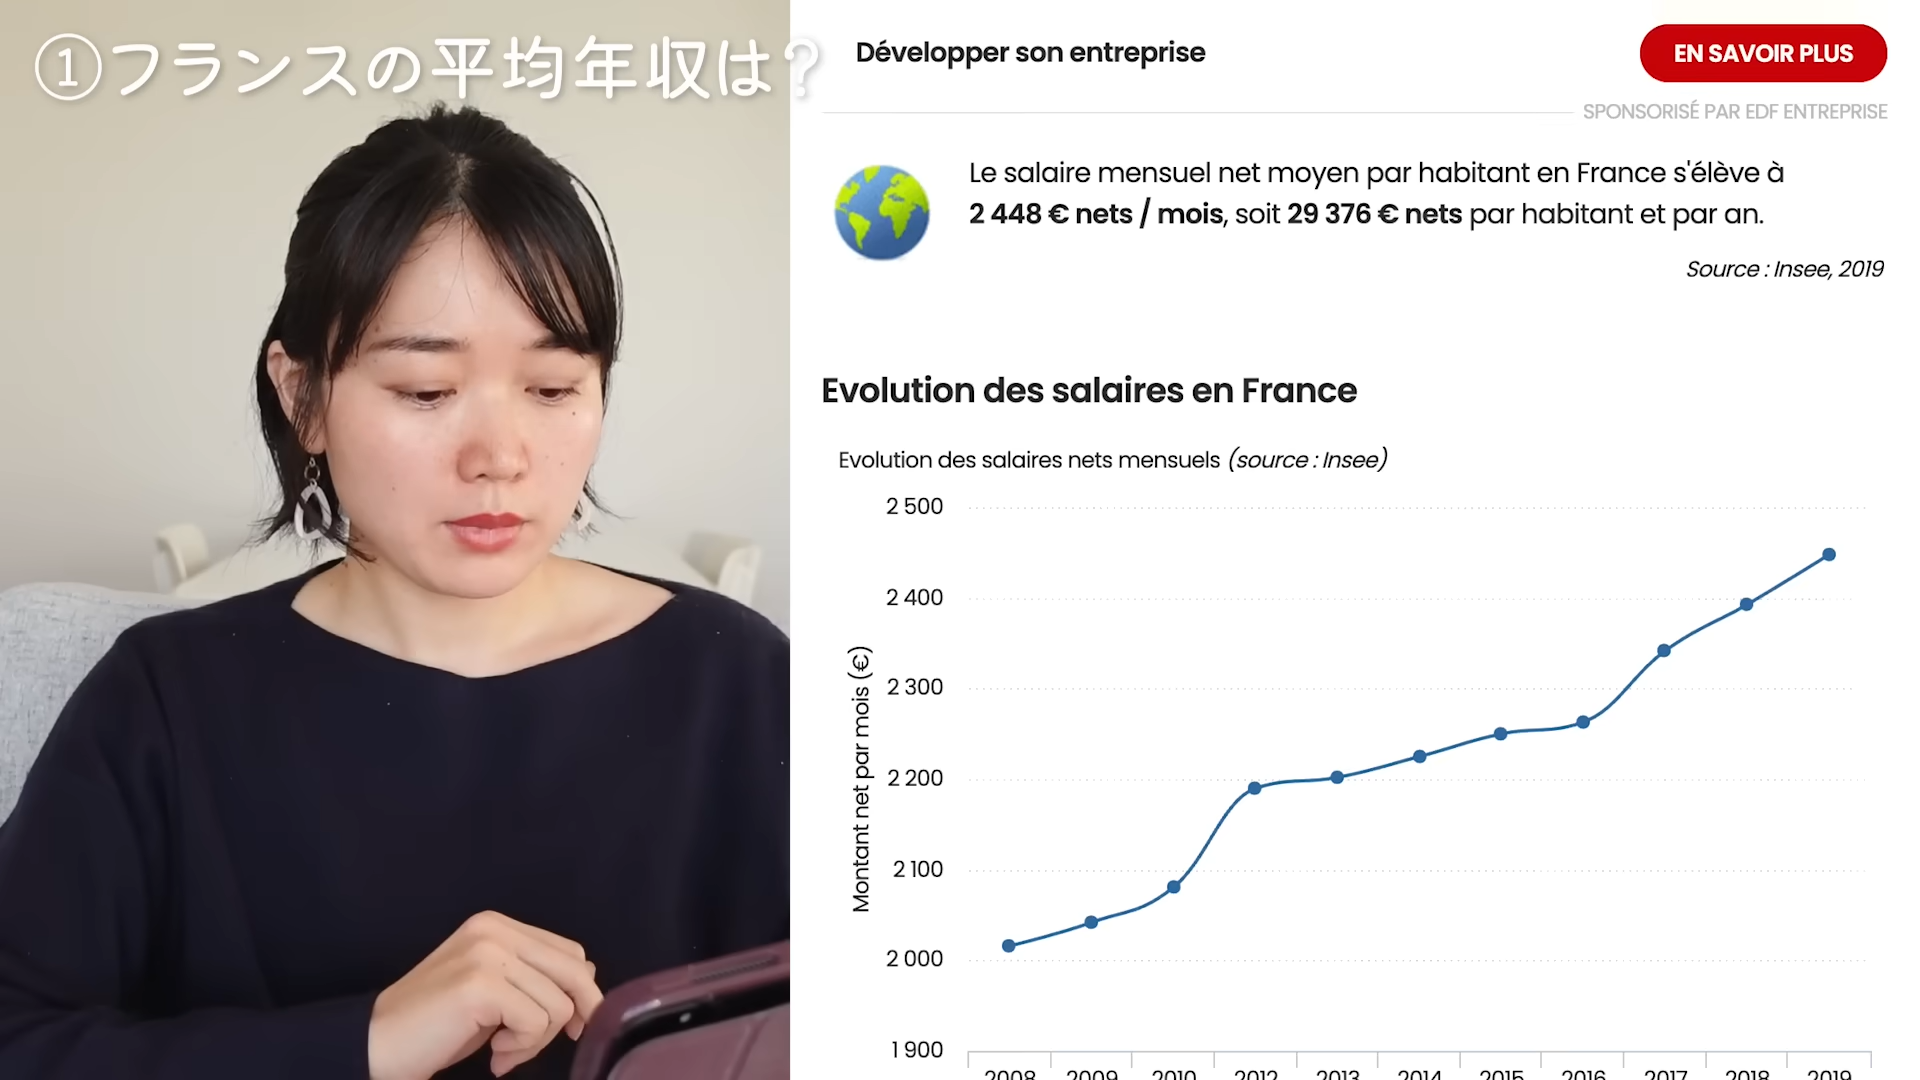 ①フランスの平均年収は?
Développer son entreprise
EN SAVOIR PLUS
SPONSORISÉ PAR EDF ENTREPRISE
Le salaire mensuel net moyen par habitant en France s'élève à
2 448 € nets / mois, soit 29 376 € nets par habitant et par an.
Source : Insee, 2019
Evolution des salaires en France
Evolution des salaires nets mensuels (source : Insee)
Montant net par mois (€)
2 500
2 400
2 300
2 200
2 100
2 000
1 900
2008 2009 2010 2012 2013 2014 2015 2016 2017 2018 2019